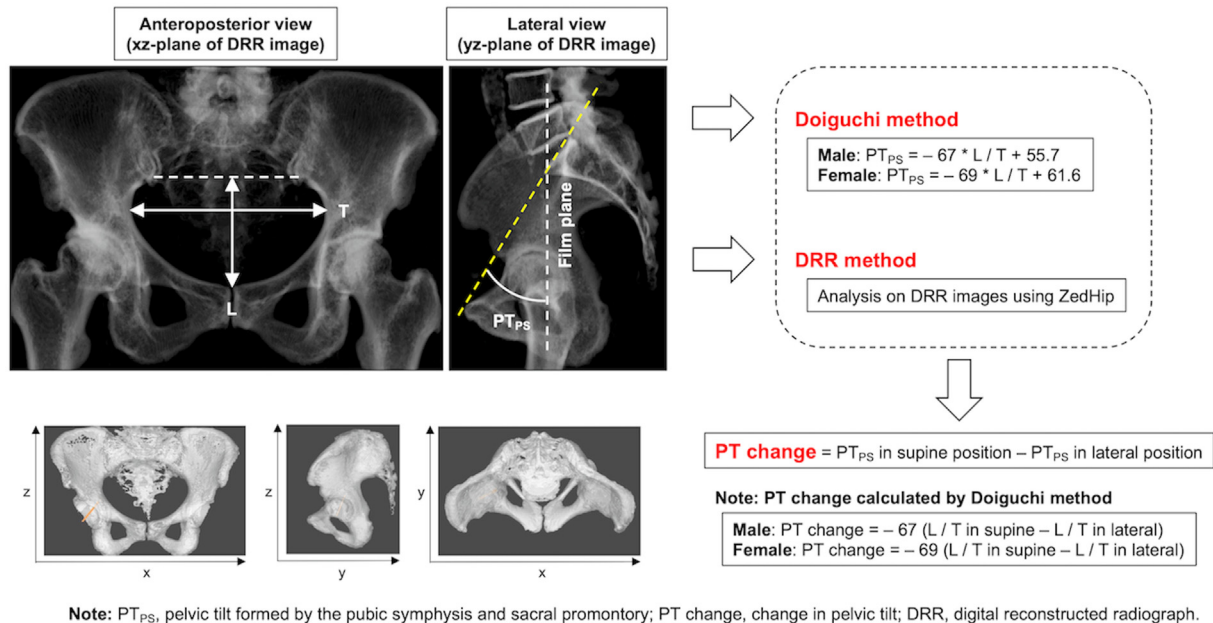 Anteroposterior view
(xz-plane of DRR image)
Lateral view
(yz-plane of DRR image)
T
L
Film plane
PTPS
Doiguchi method
Male: PTPS = – 67 * L / T + 55.7
Female: PTPS = – 69 * L / T + 61.6
DRR method
Analysis on DRR images using ZedHip
z
x
z
y
y
x
PT change = PTPS in supine position – PTPS in lateral position
Note: PT change calculated by Doiguchi method
Male: PT change = – 67 (L / T in supine – L / T in lateral)
Female: PT change = – 69 (L / T in supine – L / T in lateral)
Note: PTPS, pelvic tilt formed by the pubic symphysis and sacral promontory; PT change, change in pelvic tilt; DRR, digital reconstructed radiograph.